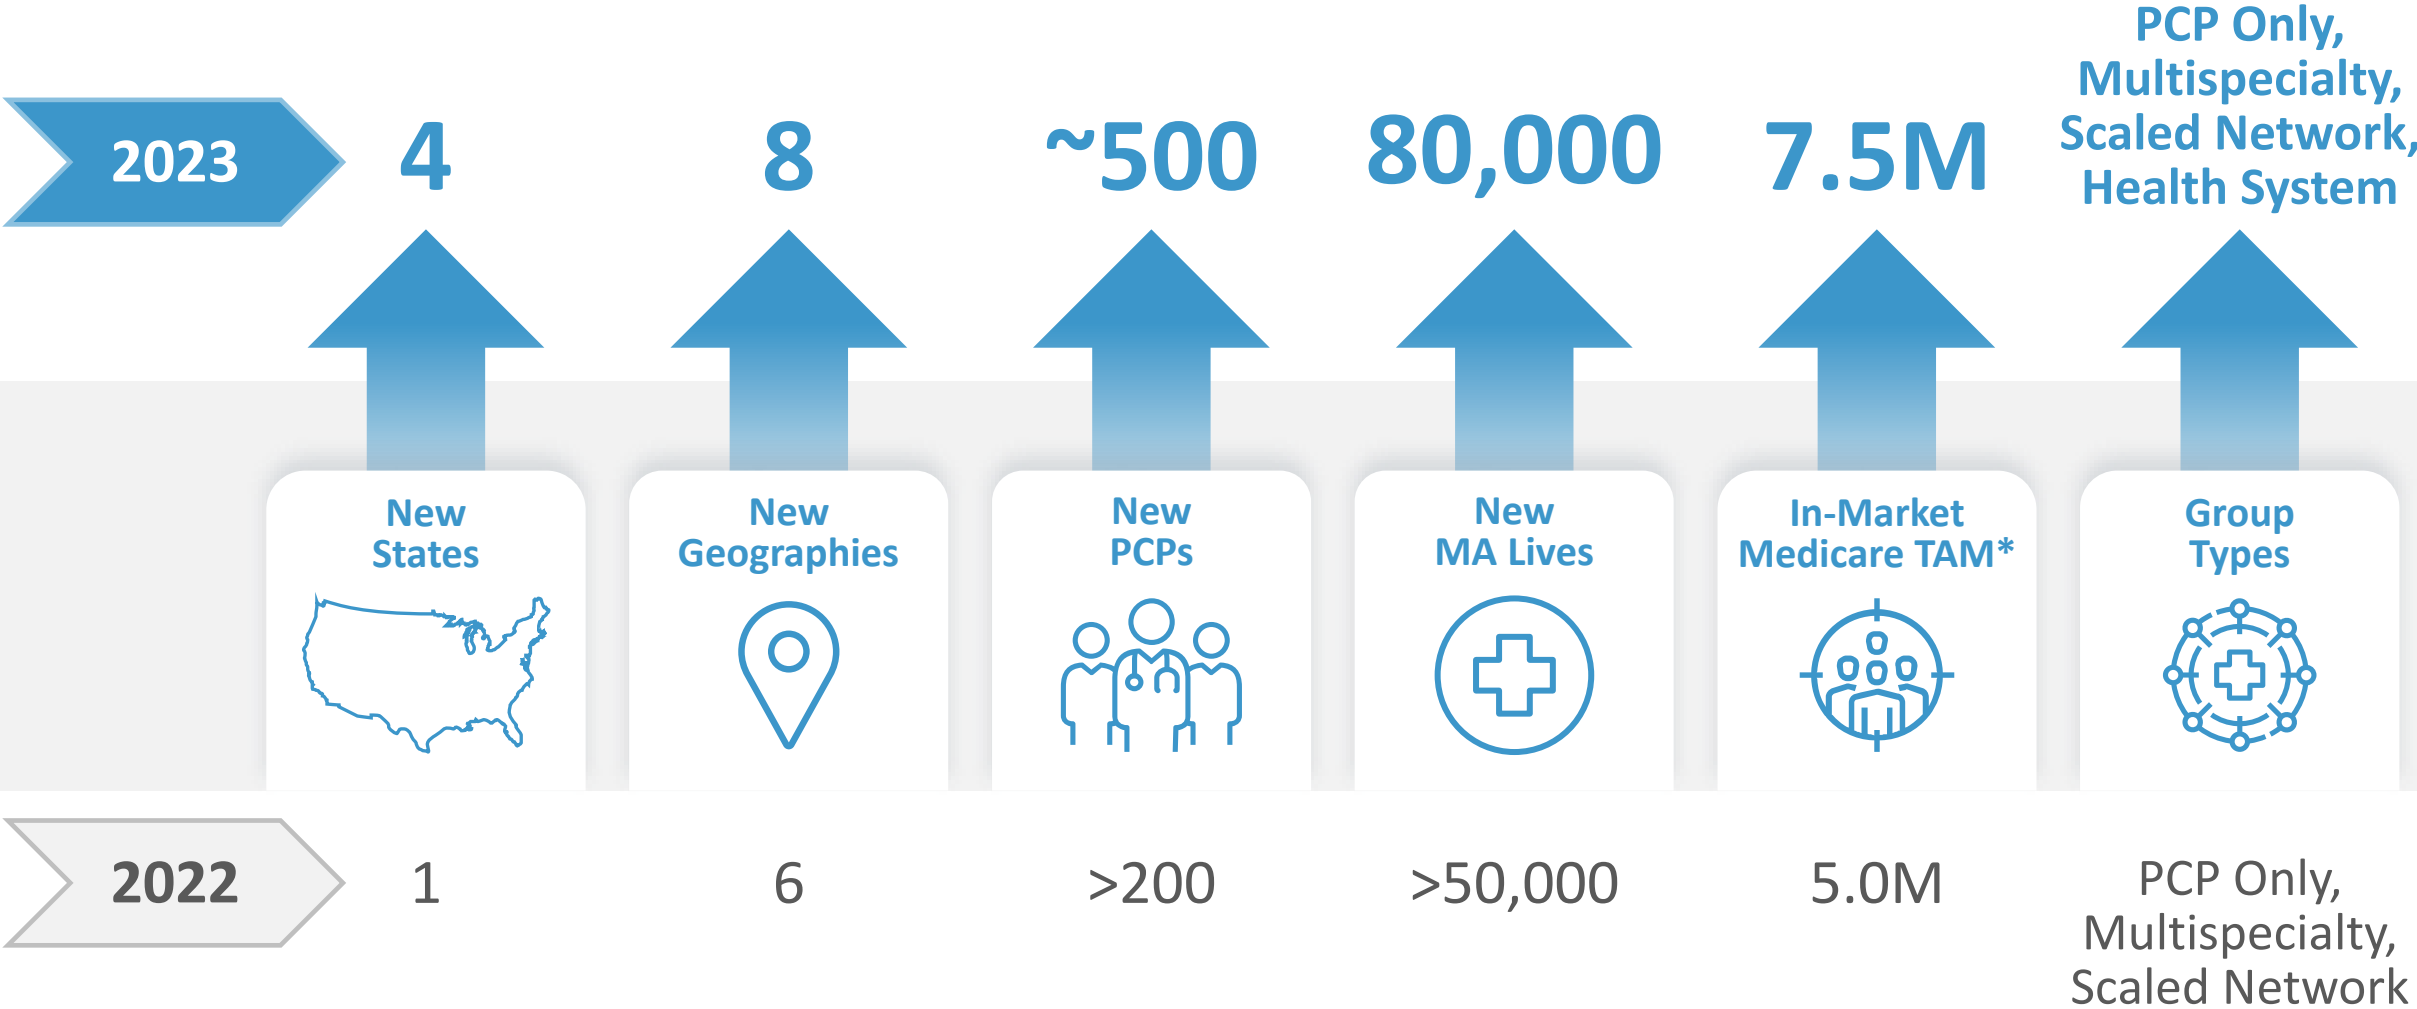 2023
4
8
~500
80,000
7.5M
PCP Only,
Multispecialty,
Scaled Network,
Health System
New
States
New
Geographies
New
PCPs
New
MA Lives
In-Market
Medicare TAM*
Group
Types
2022
1
6
>200
>50,000
5.0M
PCP Only,
Multispecialty,
Scaled Network